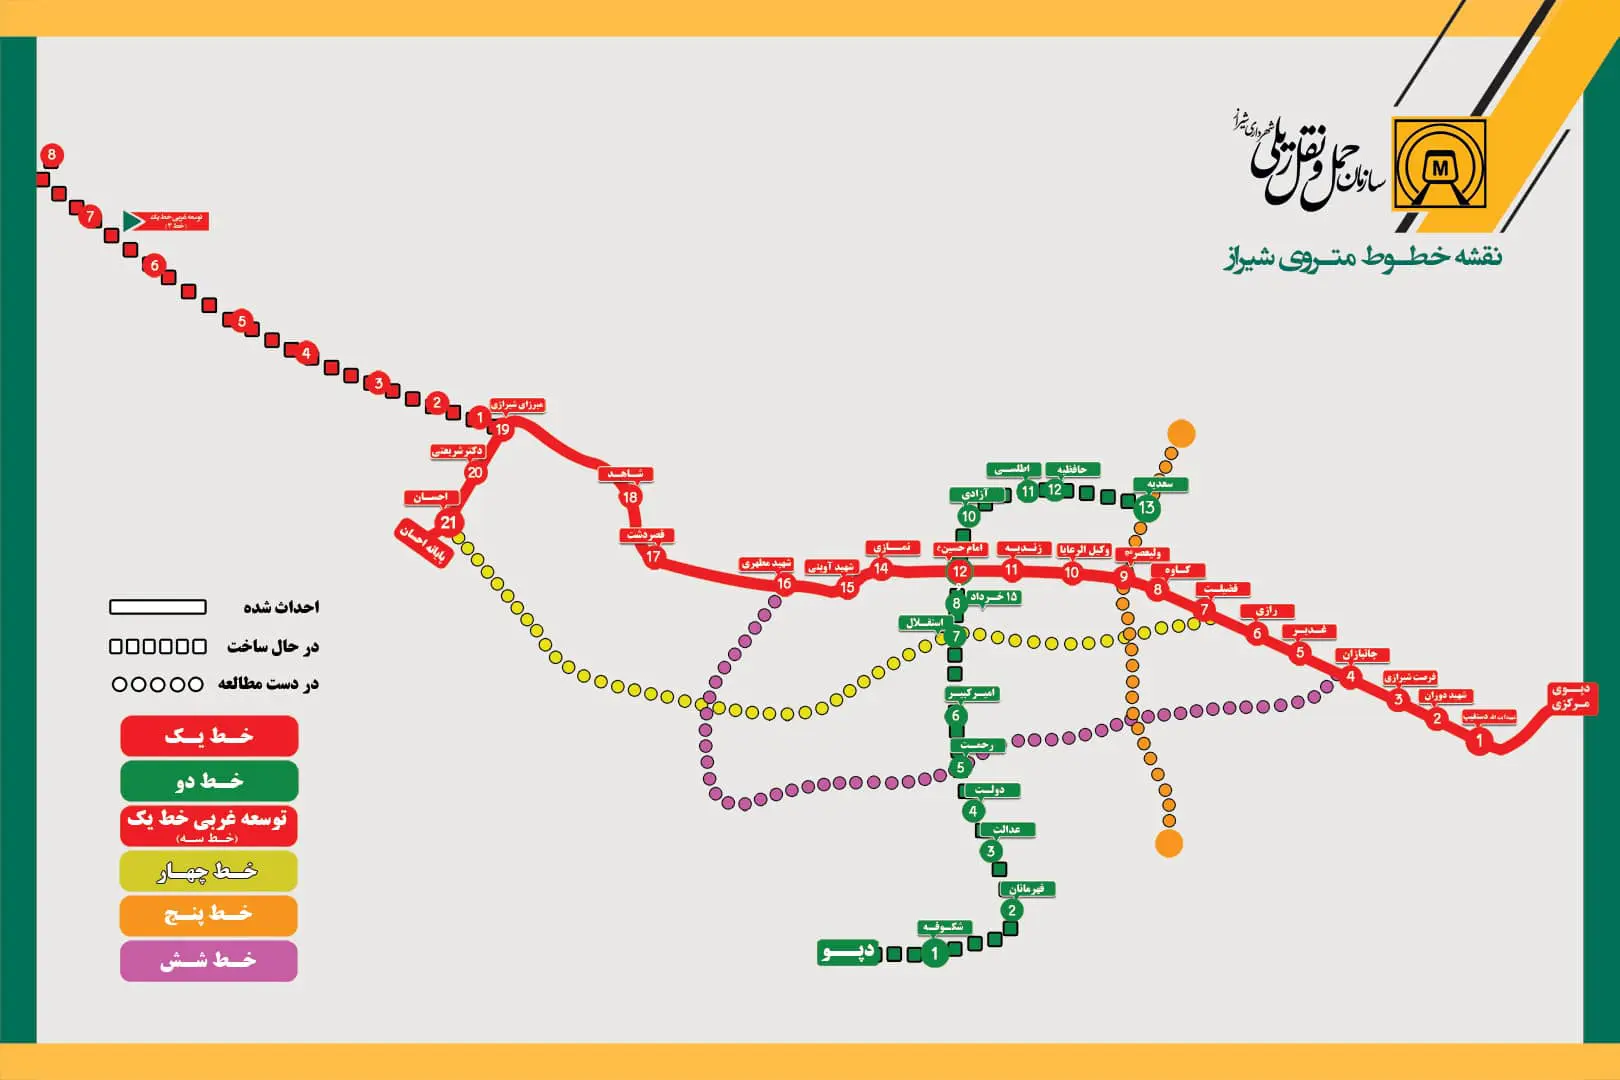 سازمان حمل و نقل ریلی شهرداری شیراز
M
نقشه خطوط متروی شیراز
8
7
توسعه غربی خط یک
(خط ۳)
6
5
4
3
2
1
میرزای شیرازی
19
دکتر شریعتی
20
احسان
21
پایانه احسان
شاهد
18
قصردشت
17
شهید مطهری
16
شهید آوینی
15
نمازی
14
امام حسین
12
زندیه
11
وکیل الرعایا
10
ولیعصر
9
کاوه
8
فضیلت
7
رازی
6
غدیر
5
جانبازان
4
فرصت شیرازی
3
شهید دوران
2
دستغیب
1
دپوی
مرکزی
سعدیه
13
حافظیه
12
اطلسی
11
آزادی
10
۱۵ خرداد
8
استقلال
7
امیرکبیر
6
رحمت
5
دولت
4
عدالت
3
قهرمانان
2
شکوفه
1
دپو
احداث شده
در حال ساخت
در دست مطالعه
خط یک
خط دو
توسعه غربی خط یک
(خط سه)
خط چهار
خط پنج
خط شش